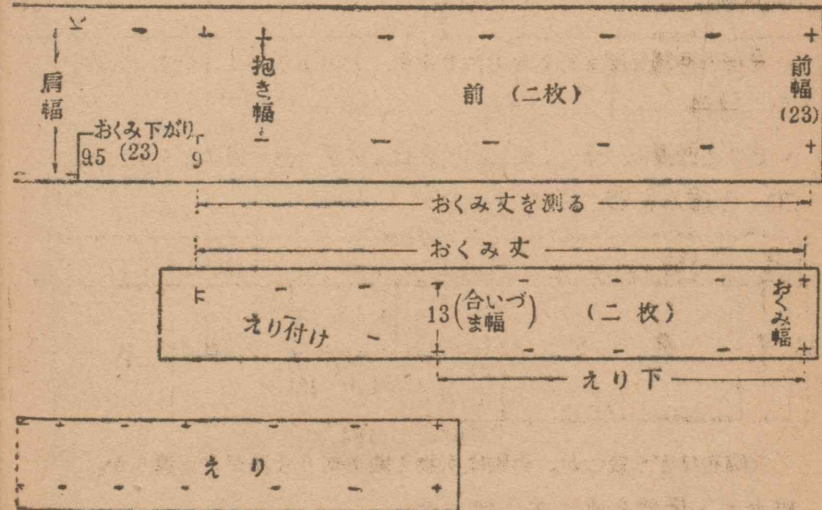 肩幅
抱き幅
前 (二枚)
前幅
(23)
おくみ下がり
9.5 (23)
9
おくみ丈を測る
おくみ丈
えり付け
13(合いづま幅)
(二枚)
おくみ幅
えり下
えり